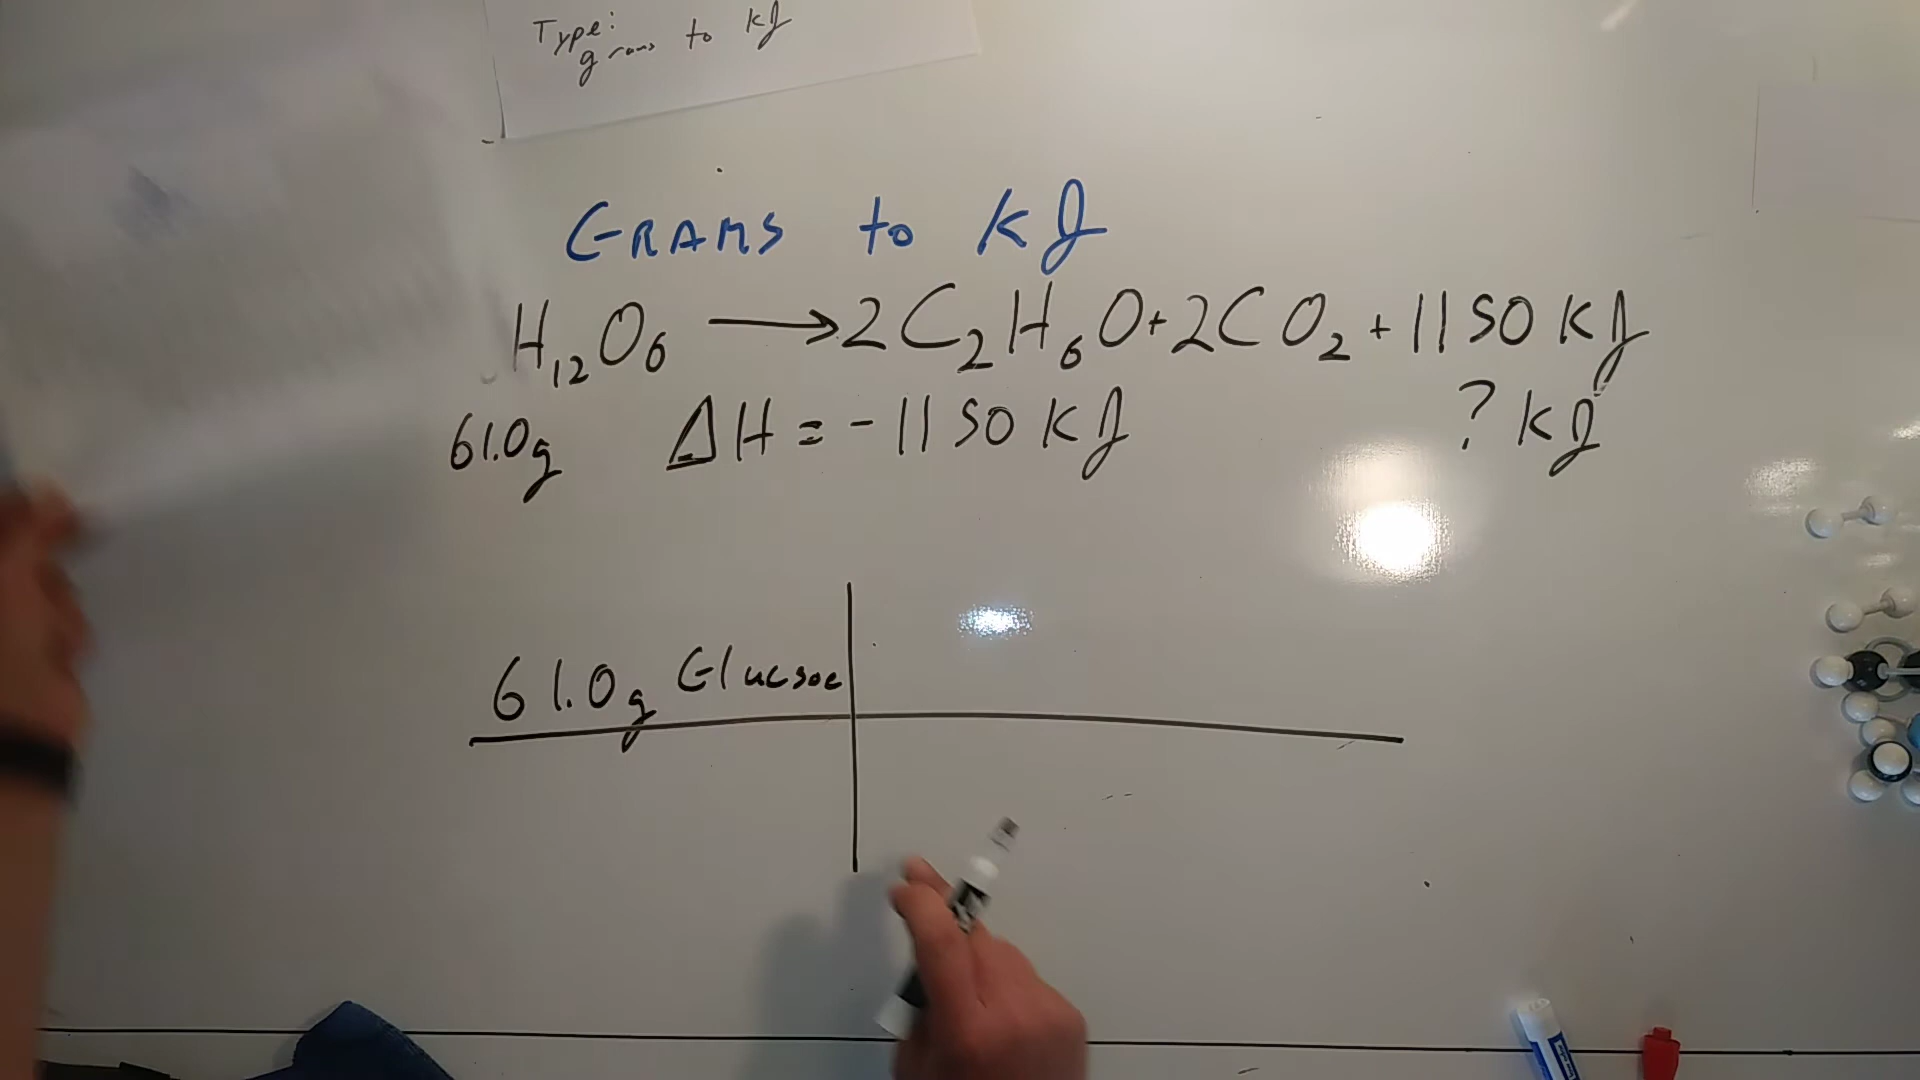 Type:
grams to kJ
GRAMS to kJ
H₁₂O₆ → 2C₂H₆O + 2CO₂ + 1150 kJ
61.0g ΔH = -1150 kJ ? kJ
61.0g Glucsoe